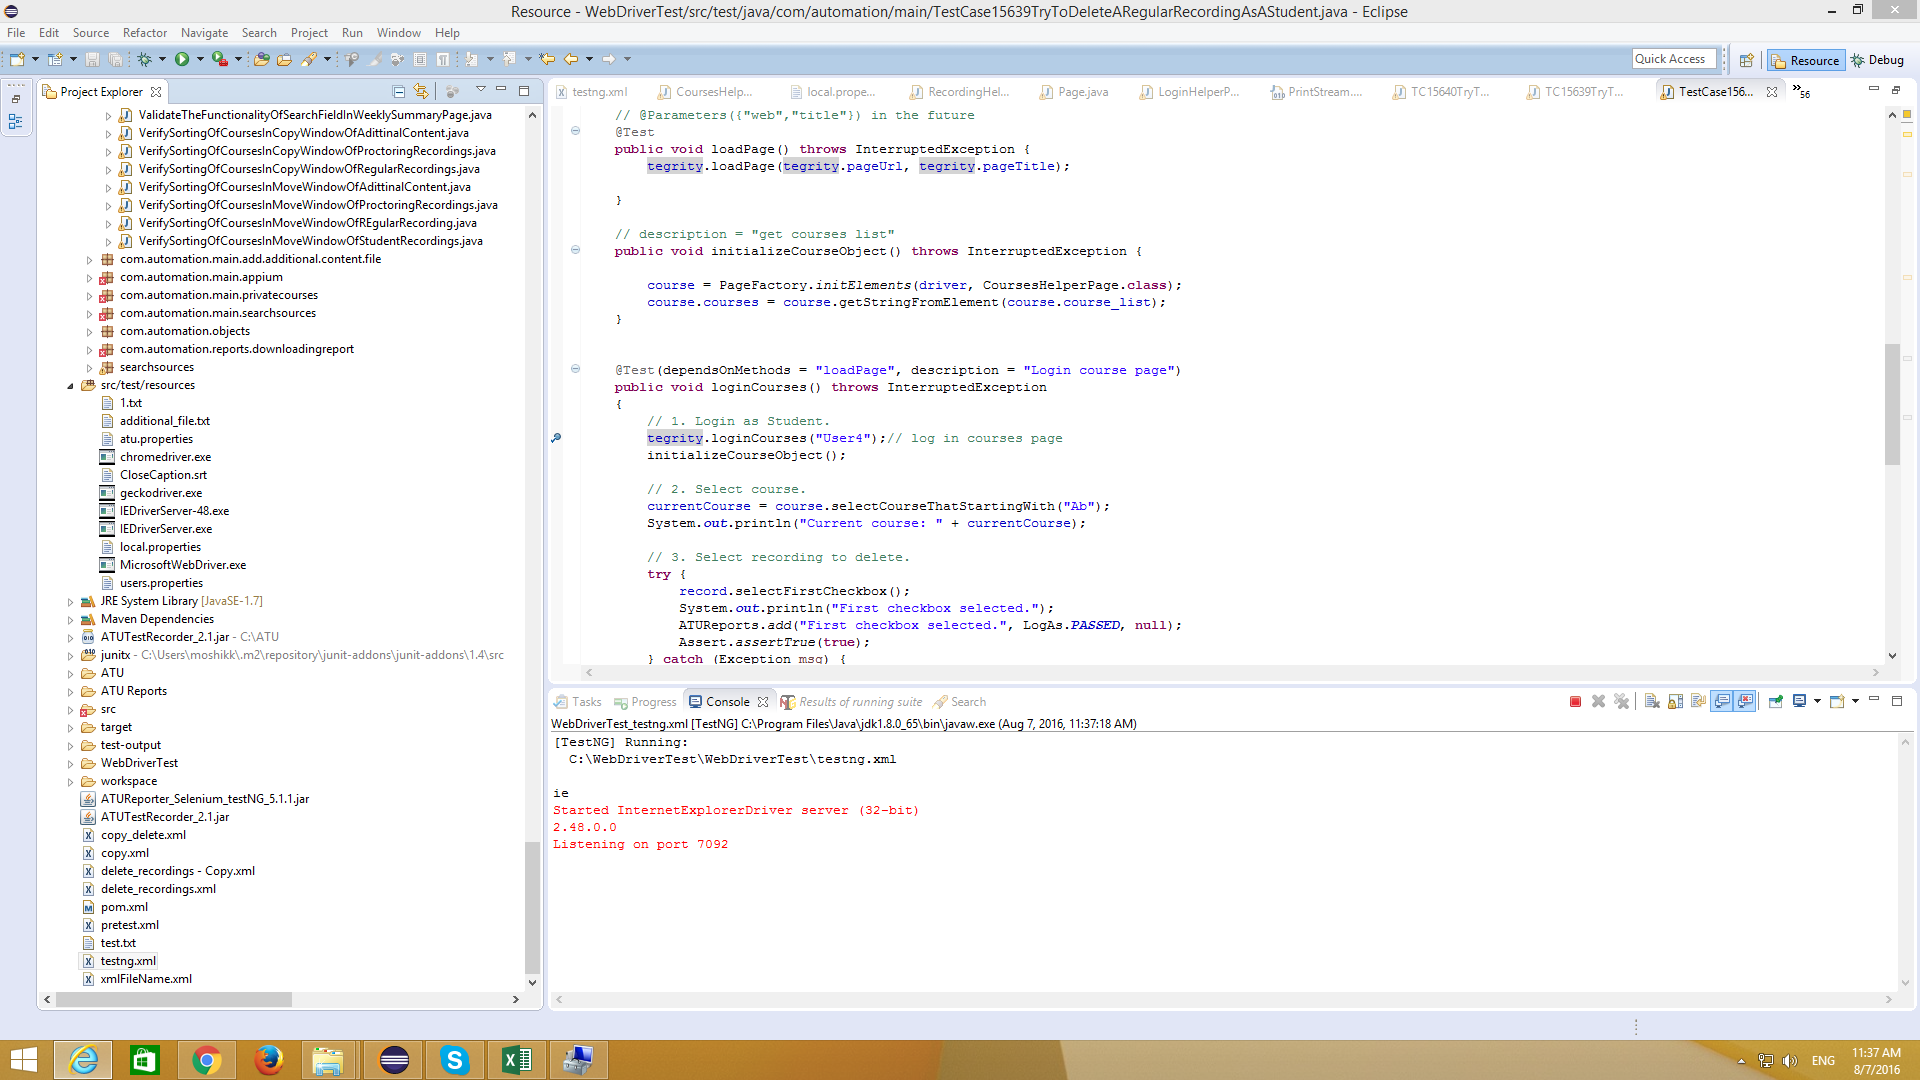 Resource - WebDriverTest/src/test/java/com/automation/main/TestCase15639TryToDeleteARegularRecordingAsAStudent.java - Eclipse
File Edit Source Refactor Navigate Search Project Run Window Help
Quick Access Resource Debug
Project Explorer
ValidateTheFunctionalityOfSearchFieldInWeeklySummaryPage.java
VerifySortingOfCoursesInCopyWindowOfAdittinalContent.java
VerifySortingOfCoursesInCopyWindowOfProctoringRecordings.java
VerifySortingOfCoursesInCopyWindowOfRegularRecordings.java
VerifySortingOfCoursesInMoveWindowOfAdittinalContent.java
VerifySortingOfCoursesInMoveWindowOfProctoringRecordings.java
VerifySortingOfCoursesInMoveWindowOfREgularRecording.java
VerifySortingOfCoursesInMoveWindowOfStudentRecordings.java
com.automation.main.add.additional.content.file
com.automation.main.appium
com.automation.main.privatecourses
com.automation.main.searchsources
com.automation.objects
com.automation.reports.downloadingreport
searchsources
src/test/resources
1.txt
additional_file.txt
atu.properties
chromedriver.exe
CloseCaption.srt
geckodriver.exe
IEDriverServer-48.exe
IEDriverServer.exe
local.properties
MicrosoftWebDriver.exe
users.properties
JRE System Library [JavaSE-1.7]
Maven Dependencies
ATUTestRecorder_2.1.jar - C:\ATU
junitx - C:\Users\moshikk\.m2\repository\junit-addons\junit-addons\1.4\src
ATU
ATU Reports
src
target
test-output
WebDriverTest
workspace
ATUReporter_Selenium_testNG_5.1.1.jar
ATUTestRecorder_2.1.jar
copy_delete.xml
copy.xml
delete_recordings - Copy.xml
delete_recordings.xml
pom.xml
pretest.xml
test.txt
testng.xml
xmlFileName.xml
testng.xml CoursesHelp... local.prope... RecordingHel... Page.java LoginHelperP... PrintStream.... TC15640TryT... TC15639TryT... TestCase156... 56
// @Parameters({"web","title"}) in the future
@Test
public void loadPage() throws InterruptedException {
tegrity.loadPage(tegrity.pageUrl, tegrity.pageTitle);
}
// description = "get courses list"
public void initializeCourseObject() throws InterruptedException {
course = PageFactory.initElements(driver, CoursesHelperPage.class);
course.courses = course.getStringFromElement(course.course_list);
}
@Test(dependsOnMethods = "loadPage", description = "Login course page")
public void loginCourses() throws InterruptedException
{
// 1. Login as Student.
tegrity.loginCourses("User4");// log in courses page
initializeCourseObject();
// 2. Select course.
currentCourse = course.selectCourseThatStartingWith("Ab");
System.out.println("Current course: " + currentCourse);
// 3. Select recording to delete.
try {
record.selectFirstCheckbox();
System.out.println("First checkbox selected.");
ATUReports.add("First checkbox selected.", LogAs.PASSED, null);
Assert.assertTrue(true);
} catch (Exception msg) {
Tasks Progress Console Results of running suite Search
WebDriverTest_testng.xml [TestNG] C:\Program Files\Java\jdk1.8.0_65\bin\javaw.exe (Aug 7, 2016, 11:37:18 AM)
[TestNG] Running:
C:\WebDriverTest\WebDriverTest\testng.xml
ie
Started InternetExplorerDriver server (32-bit)
2.48.0.0
Listening on port 7092
ENG
11:37 AM
8/7/2016